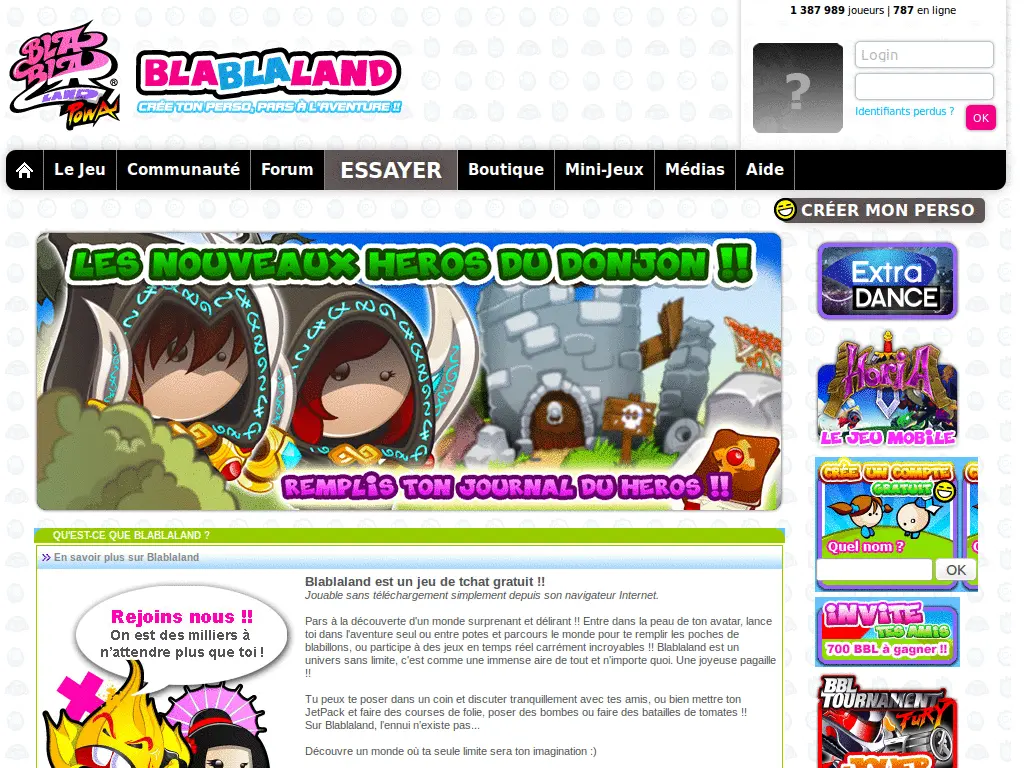 1 387 989 joueurs | 787 en ligne
BLA
BLA
LAND
TOWN
®
BLABLALAND
CRÉE TON PERSO, PARS À L'AVENTURE !!
?
Login
Identifiants perdus ?
OK
Le Jeu
Communauté
Forum
ESSAYER
Boutique
Mini-Jeux
Médias
Aide
CRÉER MON PERSO
LES NOUVEAUX HEROS DU DONJON !!
REMPLIS TON JOURNAL DU HEROS !!
Extra
DANCE
HORIA
LE JEU MOBILE
CRÉE UN COMPTE
GRATUIT
Quel nom ?
OK
INVITE
TES AMIS
700 BBL à gagner !!
BBL
TOURNAMENT
FURY
JOUER
QU'EST-CE QUE BLABLALAND ?
En savoir plus sur Blablaland
Rejoins nous !!
On est des milliers à
n'attendre plus que toi !
Blablaland est un jeu de tchat gratuit !!
Jouable sans téléchargement simplement depuis son navigateur Internet.
Pars à la découverte d'un monde surprenant et délirant !! Entre dans la peau de ton avatar, lance
toi dans l'aventure seul ou entre potes et parcours le monde pour te remplir les poches de
blabillons, ou participe à des jeux en temps réel carrément incroyables !! Blablaland est un
univers sans limite, c'est comme une immense aire de tout et n'importe quoi. Une joyeuse pagaille
!!
Tu peux te poser dans un coin et discuter tranquillement avec tes amis, ou bien mettre ton
JetPack et faire des courses de folie, poser des bombes ou faire des batailles de tomates !!
Sur Blablaland, l'ennui n'existe pas...
Découvre un monde où ta seule limite sera ton imagination :)